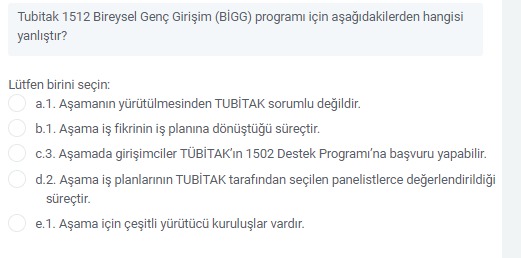 Tubitak 1512 Bireysel Genç Girişim (BİGG) programı için aşağıdakilerden hangisi
yanlıştır?
Lütfen birini seçin:
a.1. Aşamanın yürütülmesinden TUBİTAK sorumlu değildir.
b.1. Aşama iş fikrinin iş planına dönüştüğü süreçtir.
c.3. Aşamada girişimciler TÜBİTAK'ın 1502 Destek Programı'na başvuru yapabilir.
d.2. Aşama iş planlarının TUBİTAK tarafından seçilen panelistlerce değerlendirildiği
süreçtir.
e.1. Aşama için çeşitli yürütücü kuruluşlar vardır.